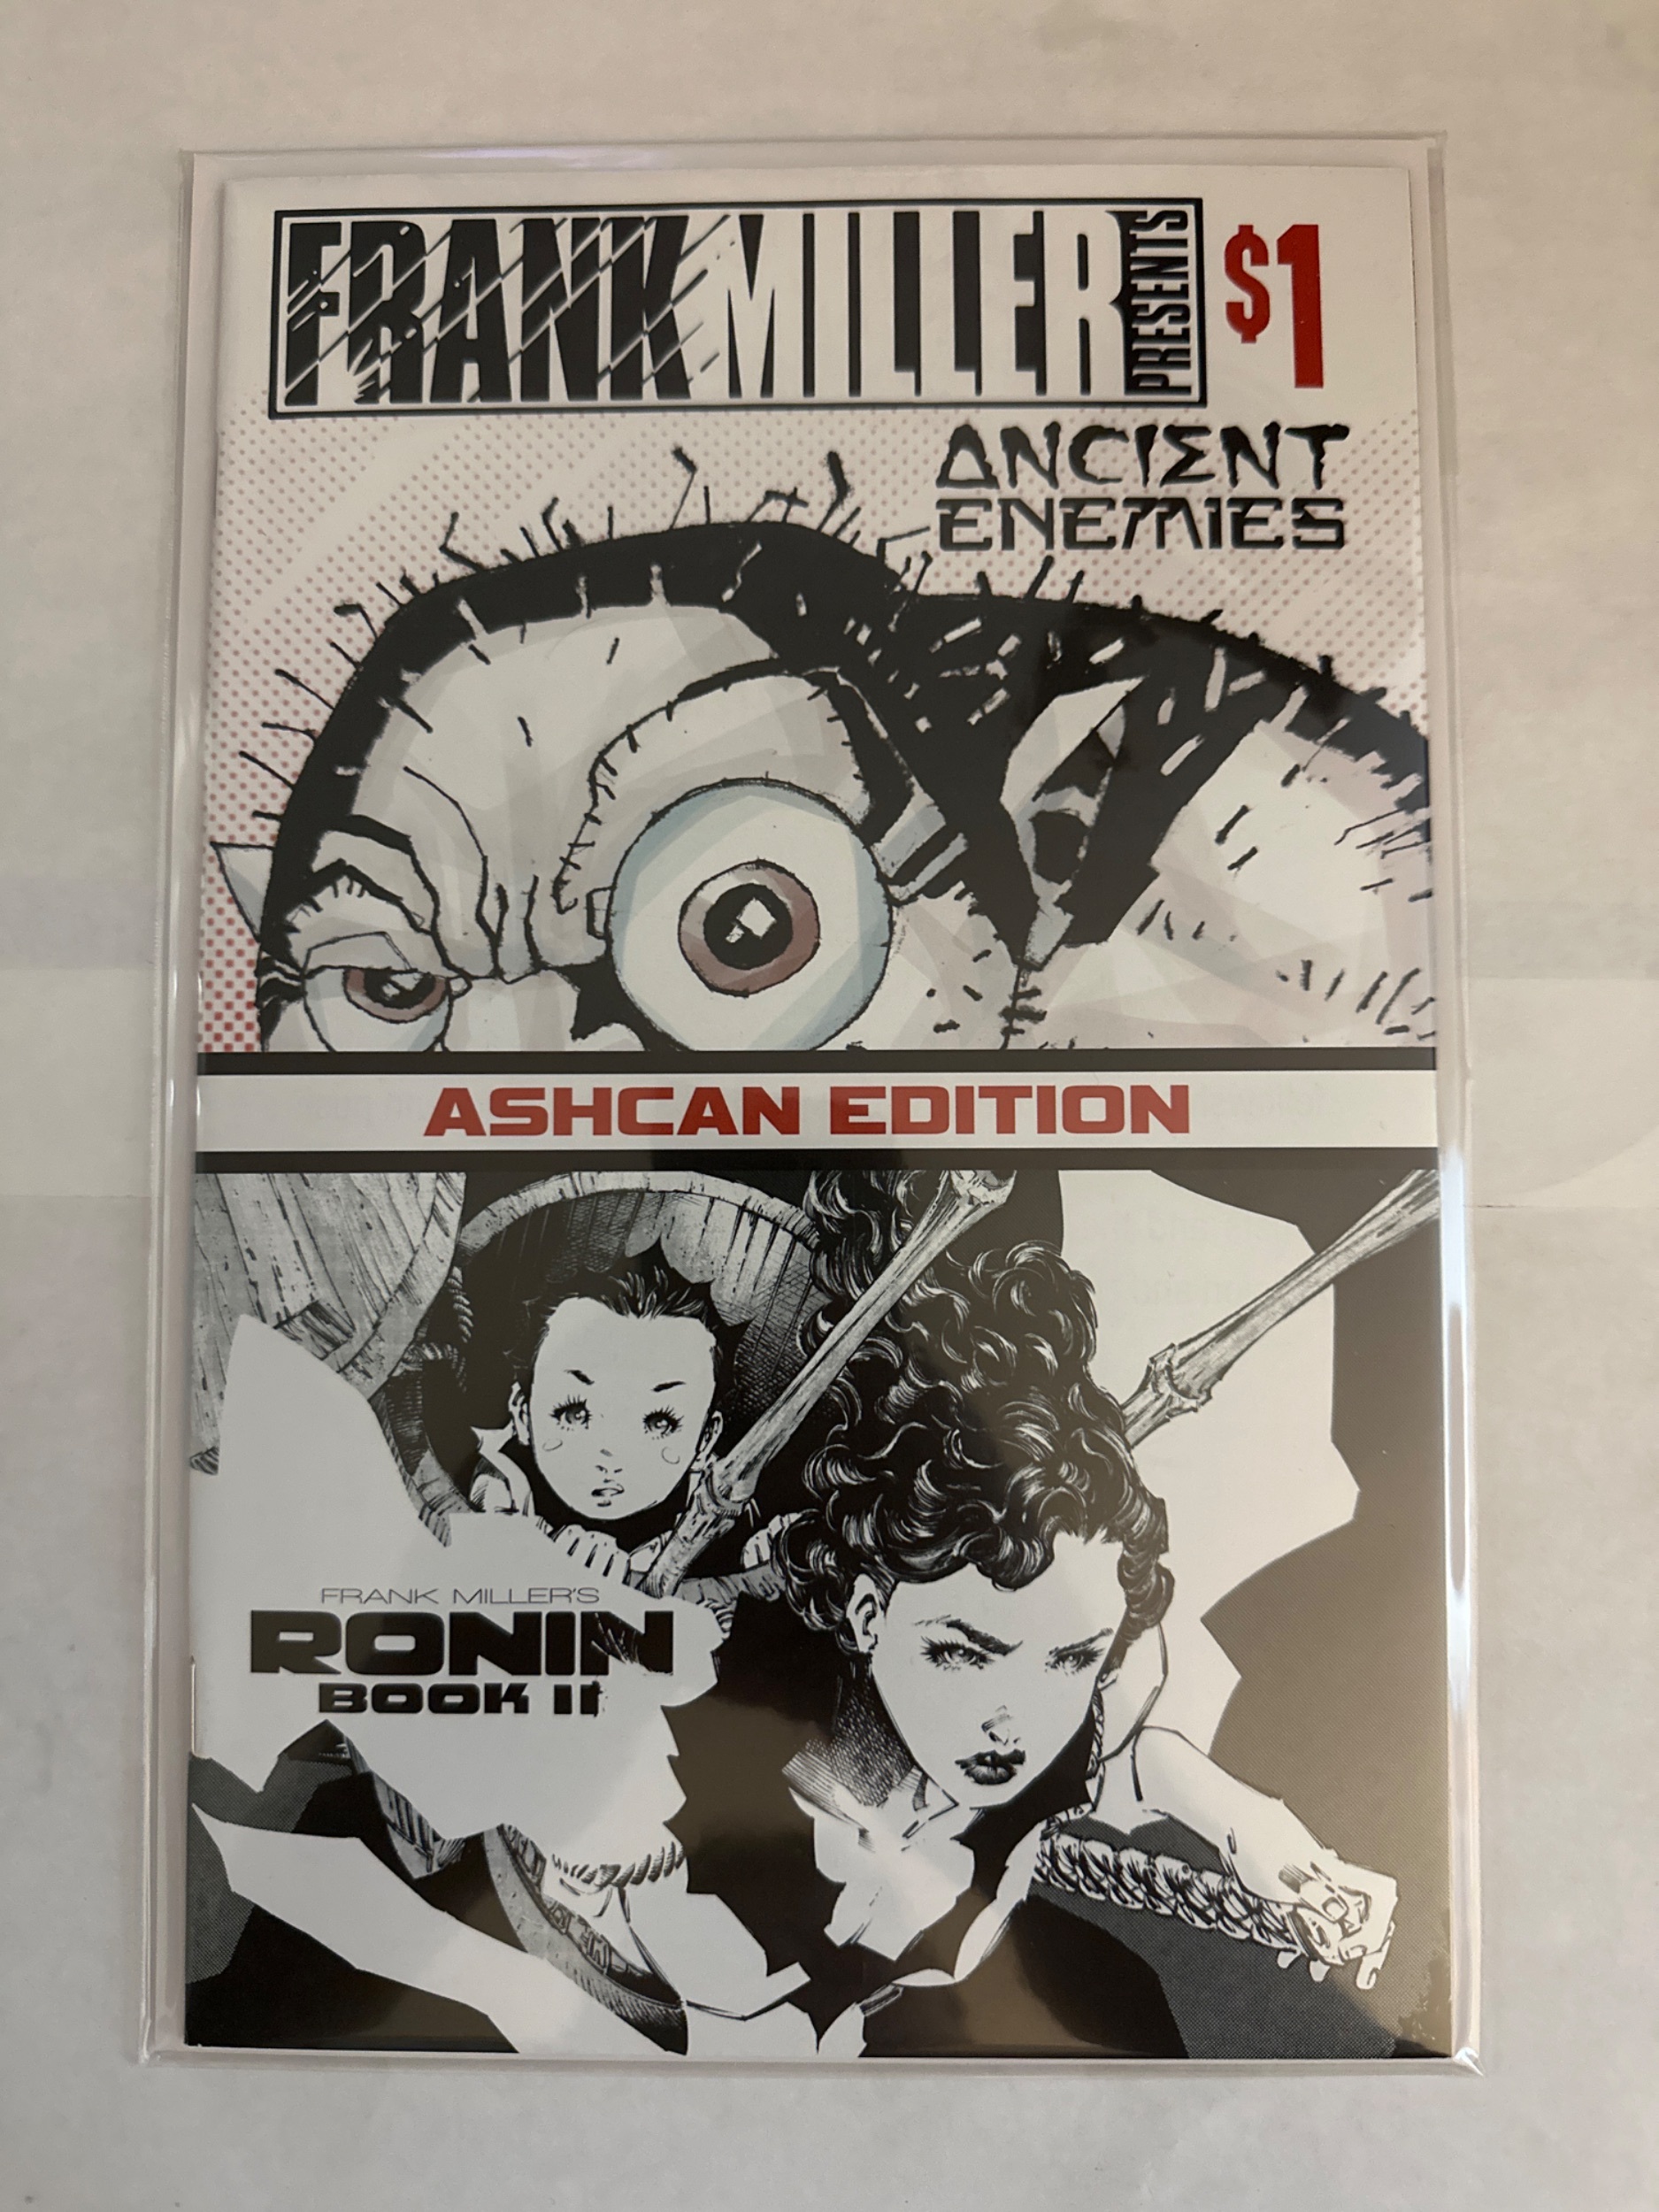 FRANK MILLER PRESENTS
$1
ANCIENT
ENEMIES
ASHCAN EDITION
FRANK MILLER'S
RONIN
BOOK II